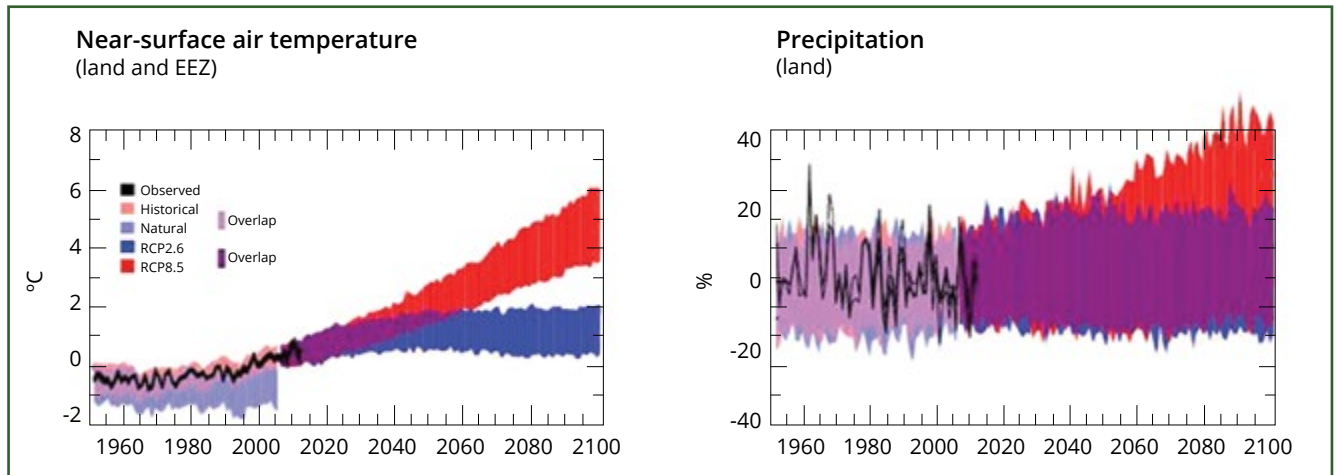 Near-surface air temperature
(land and EEZ)
8
6
4
2
0
-2
ºC
Observed
Historical
Natural
RCP2.6
RCP8.5
Overlap
Overlap
1960 1980 2000 2020 2040 2060 2080 2100
Precipitation
(land)
40
20
0
-20
-40
%
1960 1980 2000 2020 2040 2060 2080 2100